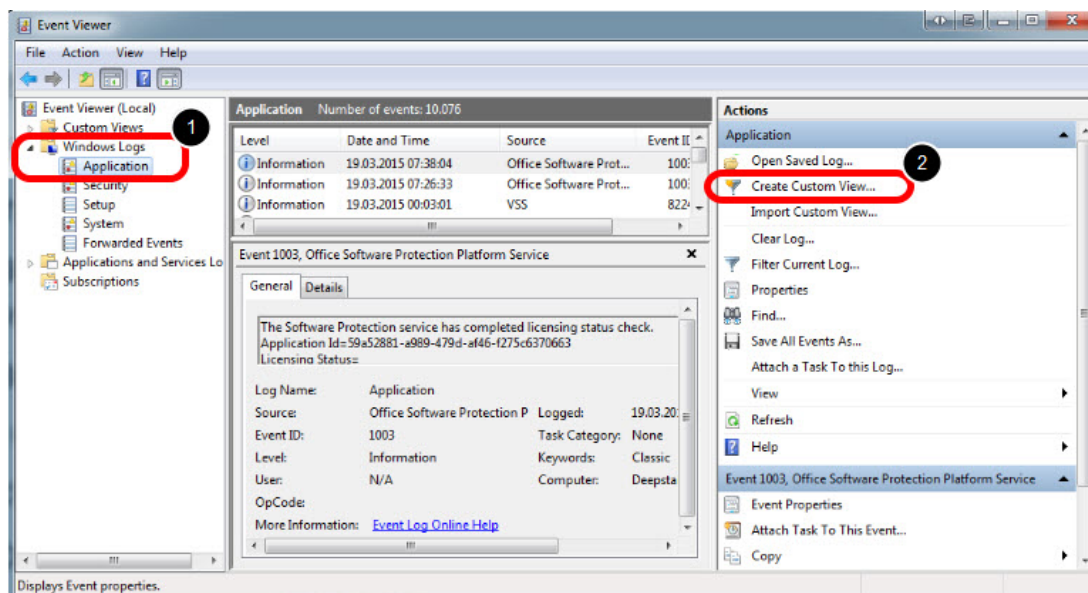 Event Viewer
File Action View Help
Event Viewer (Local)
Custom Views
Windows Logs
Application
Security
Setup
System
Forwarded Events
Applications and Services Lo
Subscriptions
1
Application Number of events: 10.076
Level Date and Time Source Event II
Information 19.03.2015 07:38:04 Office Software Prot... 100
Information 19.03.2015 07:26:33 Office Software Prot... 100
Information 19.03.2015 00:03:01 VSS 822
Event 1003, Office Software Protection Platform Service
General Details
The Software Protection service has completed licensing status check.
Application Id=59a52881-a989-479d-af46-f275c6370663
Licensing Status=
Log Name: Application
Source: Office Software Protection P Logged: 19.03.20
Event ID: 1003 Task Category: None
Level: Information Keywords: Classic
User: N/A Computer: Deepsta
OpCode:
More Information: Event Log Online Help
Actions
Application
Open Saved Log...
2
Create Custom View...
Import Custom View...
Clear Log...
Filter Current Log...
Properties
Find...
Save All Events As...
Attach a Task To this Log...
View
Refresh
Help
Event 1003, Office Software Protection Platform Service
Event Properties
Attach Task To This Event...
Copy
Displays Event properties.